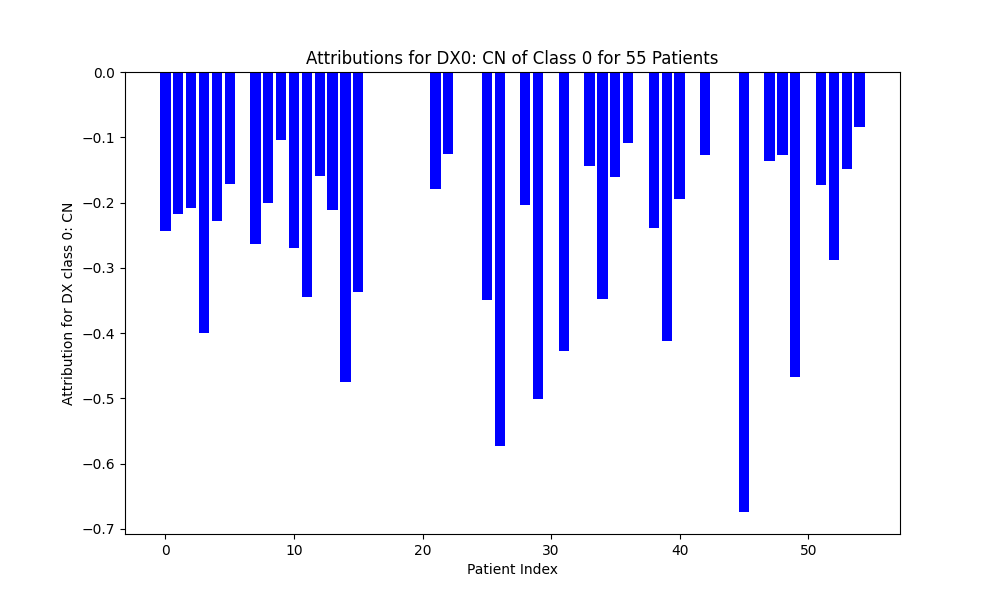 Attributions for DX0: CN of Class 0 for 55 Patients
Attribution for DX class 0: CN
0.0
−0.1
−0.2
−0.3
−0.4
−0.5
−0.6
−0.7
0 10 20 30 40 50
Patient Index